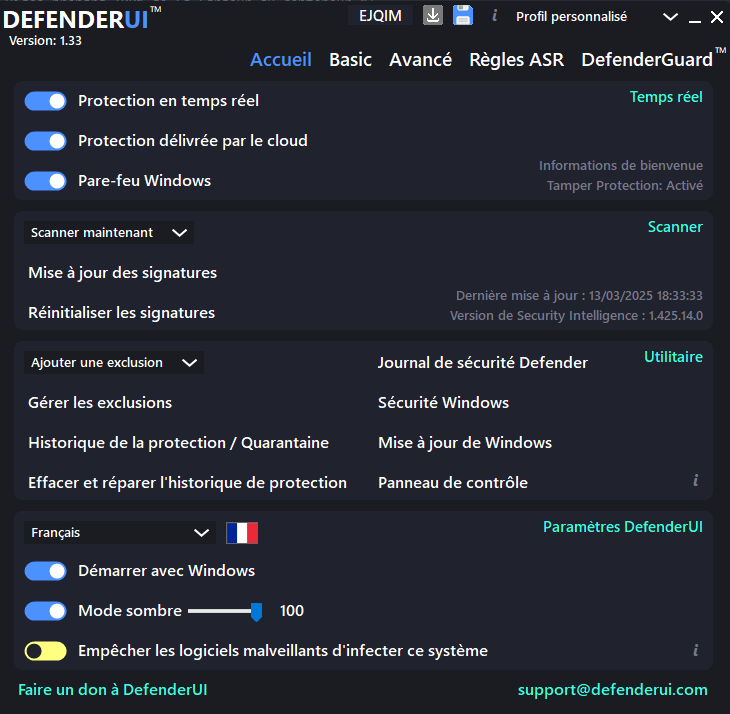 DEFENDERUI™
Version: 1.33
EJQIM
i
Profil personnalisé
Accueil Basic Avancé Règles ASR DefenderGuard™
Protection en temps réel
Temps réel
Protection délivrée par le cloud
Pare-feu Windows
Informations de bienvenue
Tamper Protection: Activé
Scanner maintenant
Scanner
Mise à jour des signatures
Réinitialiser les signatures
Dernière mise à jour : 13/03/2025 18:33:33
Version de Security Intelligence : 1.425.14.0
Ajouter une exclusion
Journal de sécurité Defender
Utilitaire
Gérer les exclusions
Sécurité Windows
Historique de la protection / Quarantaine
Mise à jour de Windows
Effacer et réparer l'historique de protection
Panneau de contrôle
i
Français
Paramètres DefenderUI
Démarrer avec Windows
Mode sombre
100
Empêcher les logiciels malveillants d'infecter ce système
i
Faire un don à DefenderUI
support@defenderui.com